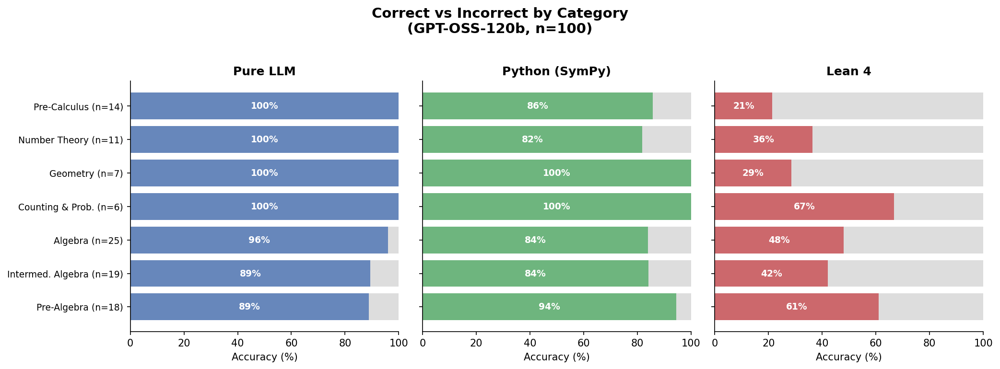 Correct vs Incorrect by Category
(GPT-OSS-120b, n=100)
Pure LLM
Python (SymPy)
Lean 4
Pre-Calculus (n=14)
100%
86%
21%
Number Theory (n=11)
100%
82%
36%
Geometry (n=7)
100%
100%
29%
Counting & Prob. (n=6)
100%
100%
67%
Algebra (n=25)
96%
84%
48%
Intermed. Algebra (n=19)
89%
84%
42%
Pre-Algebra (n=18)
89%
94%
61%
0 20 40 60 80 100
0 20 40 60 80 100
0 20 40 60 80 100
Accuracy (%)
Accuracy (%)
Accuracy (%)